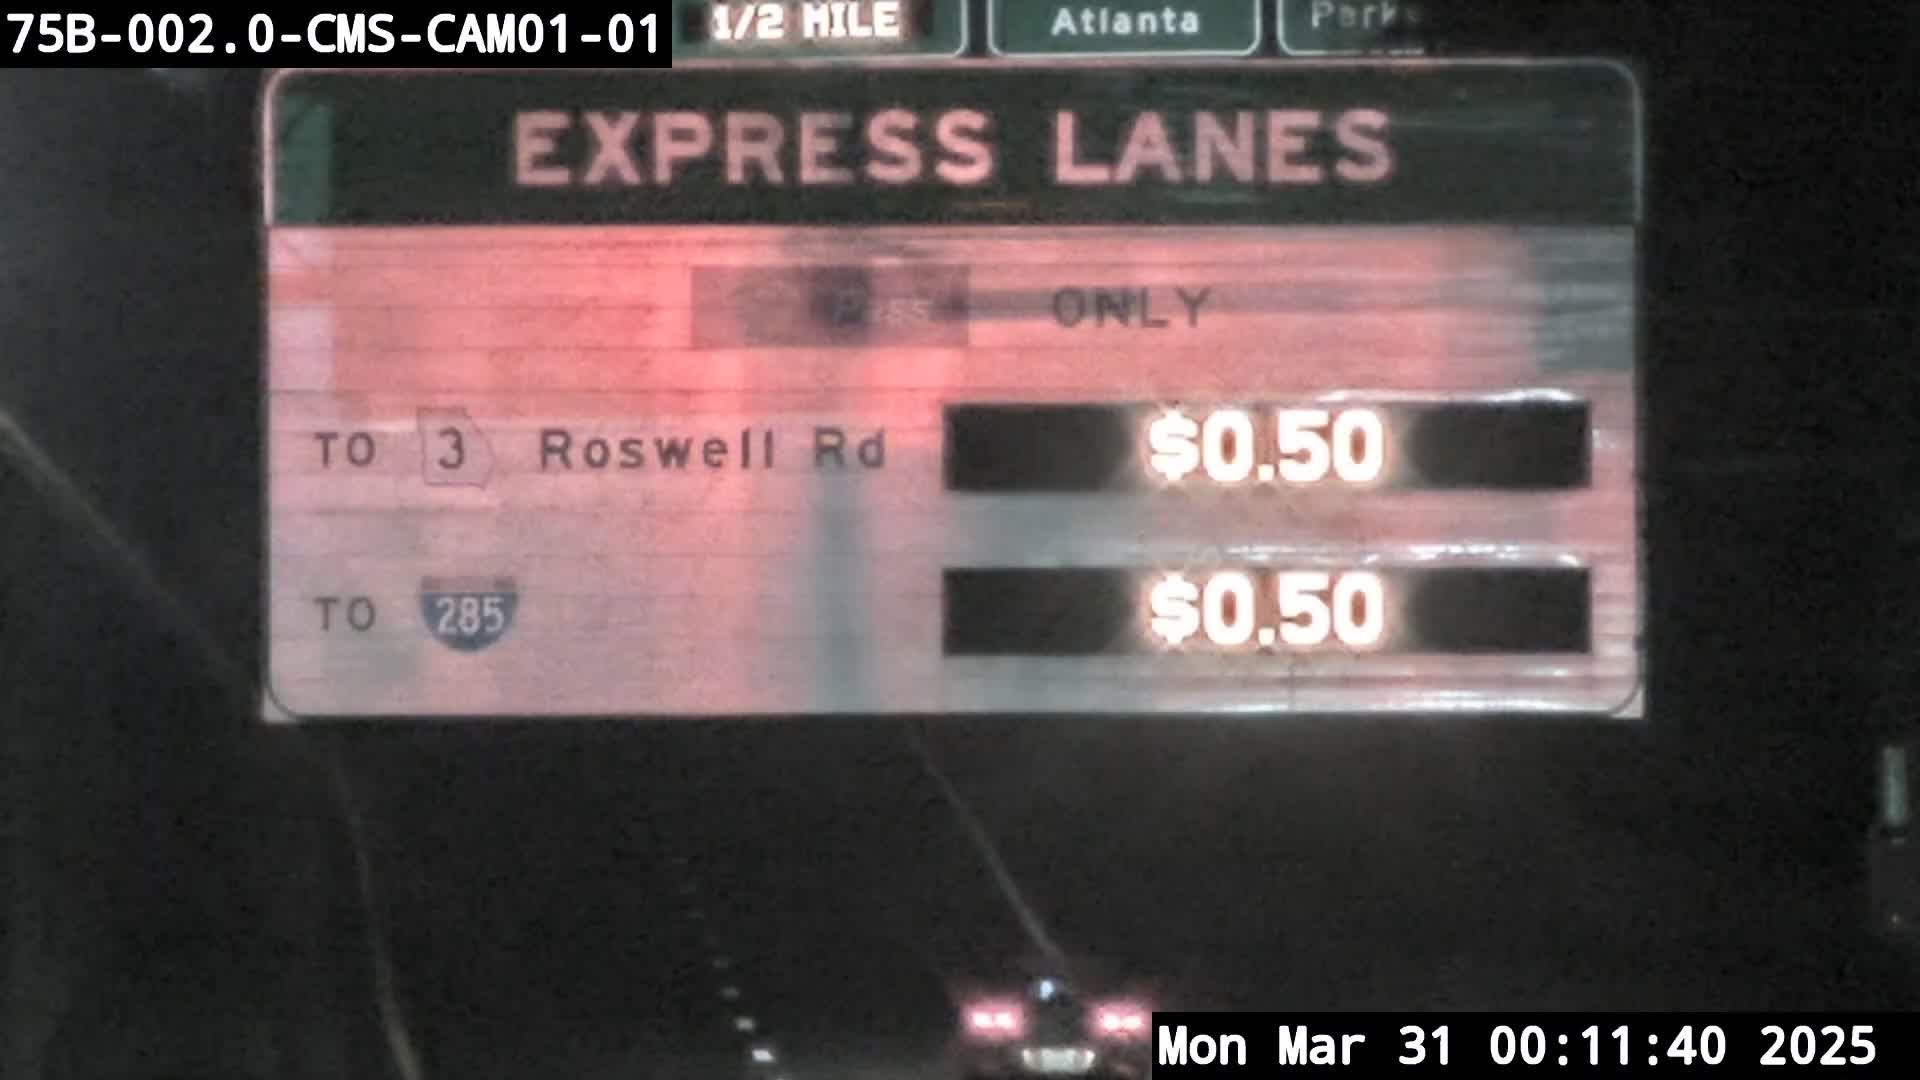 75B-002.0-CMS-CAM01-01
1/2 MILE
Atlanta
EXPRESS LANES
Pass ONLY
TO 3 Roswell Rd $0.50
TO 285 $0.50
Mon Mar 31 00:11:40 2025